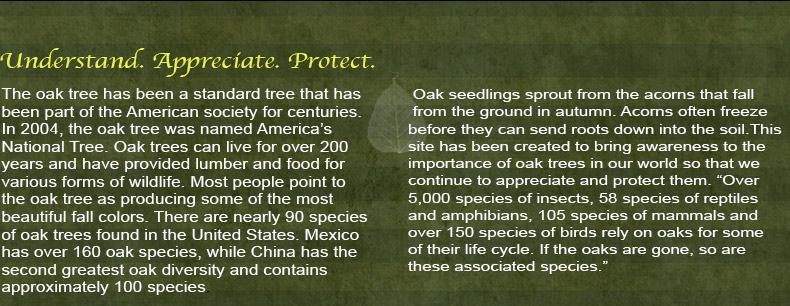 Understand. Appreciate. Protect.
The oak tree has been a standard tree that has
been part of the American society for centuries.
In 2004, the oak tree was named America’s
National Tree. Oak trees can live for over 200
years and have provided lumber and food for
various forms of wildlife. Most people point to
the oak tree as producing some of the most
beautiful fall colors. There are nearly 90 species
of oak trees found in the United States. Mexico
has over 160 oak species, while China has the
second greatest oak diversity and contains
approximately 100 species
Oak seedlings sprout from the acorns that fall
from the ground in autumn. Acorns often freeze
before they can send roots down into the soil.This
site has been created to bring awareness to the
importance of oak trees in our world so that we
continue to appreciate and protect them. “Over
5,000 species of insects, 58 species of reptiles
and amphibians, 105 species of mammals and
over 150 species of birds rely on oaks for some
of their life cycle. If the oaks are gone, so are
these associated species.”